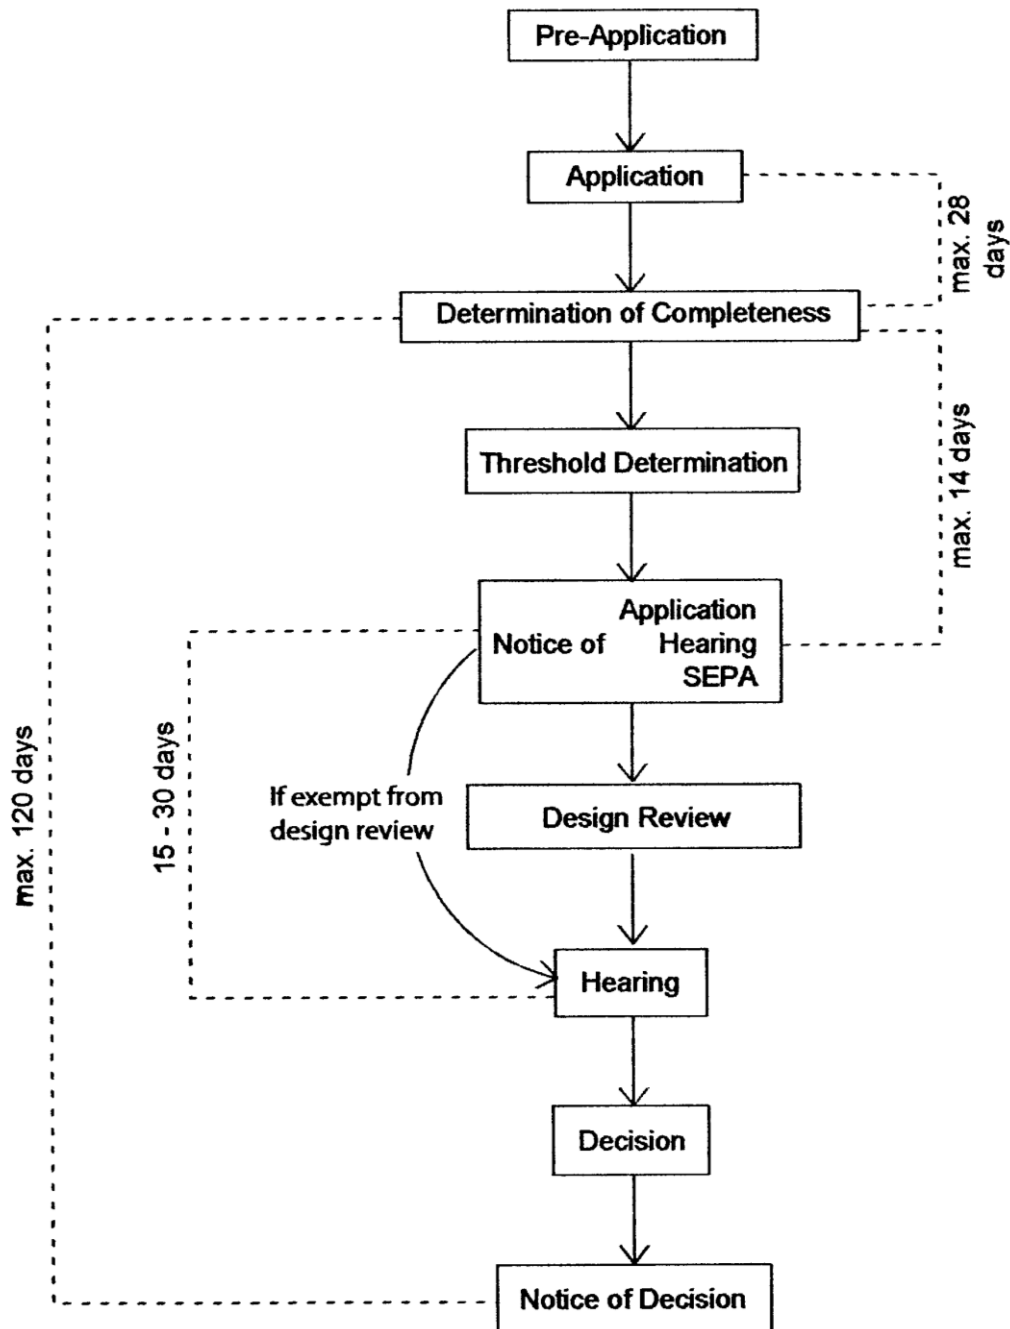 Pre-Application
Application
max. 28
days
Determination of Completeness
Threshold Determination
max. 14 days
Application
Notice of Hearing
SEPA
15 - 30 days
max. 120 days
If exempt from
design review
Design Review
Hearing
Decision
Notice of Decision